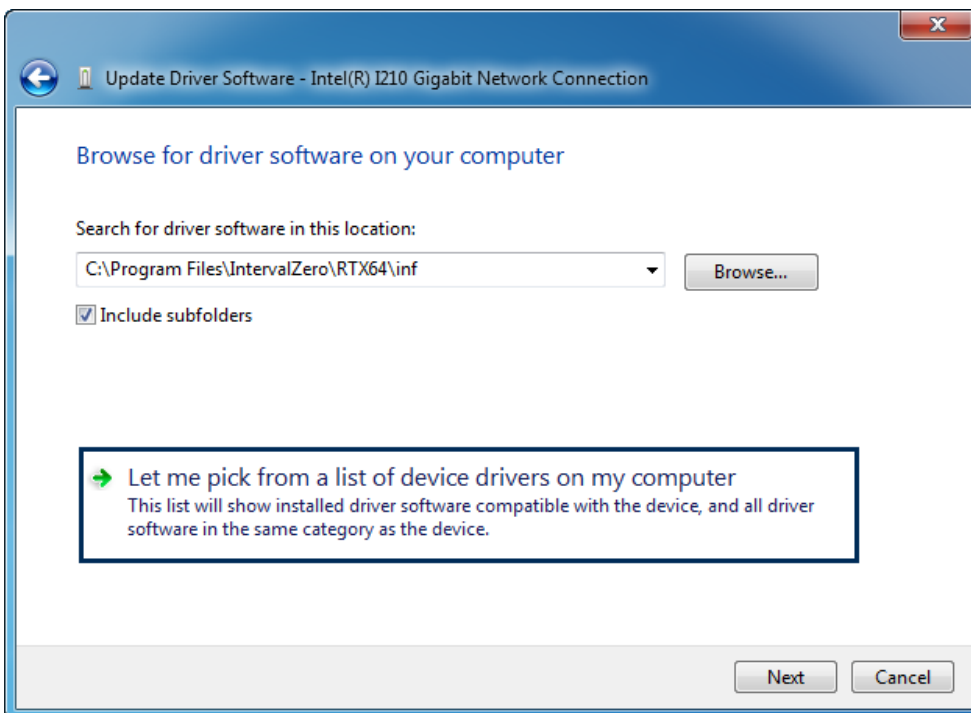 Update Driver Software - Intel(R) I210 Gigabit Network Connection
Browse for driver software on your computer
Search for driver software in this location:
C:\Program Files\IntervalZero\RTX64\inf
Browse...
Include subfolders
Let me pick from a list of device drivers on my computer
This list will show installed driver software compatible with the device, and all driver
software in the same category as the device.
Next
Cancel